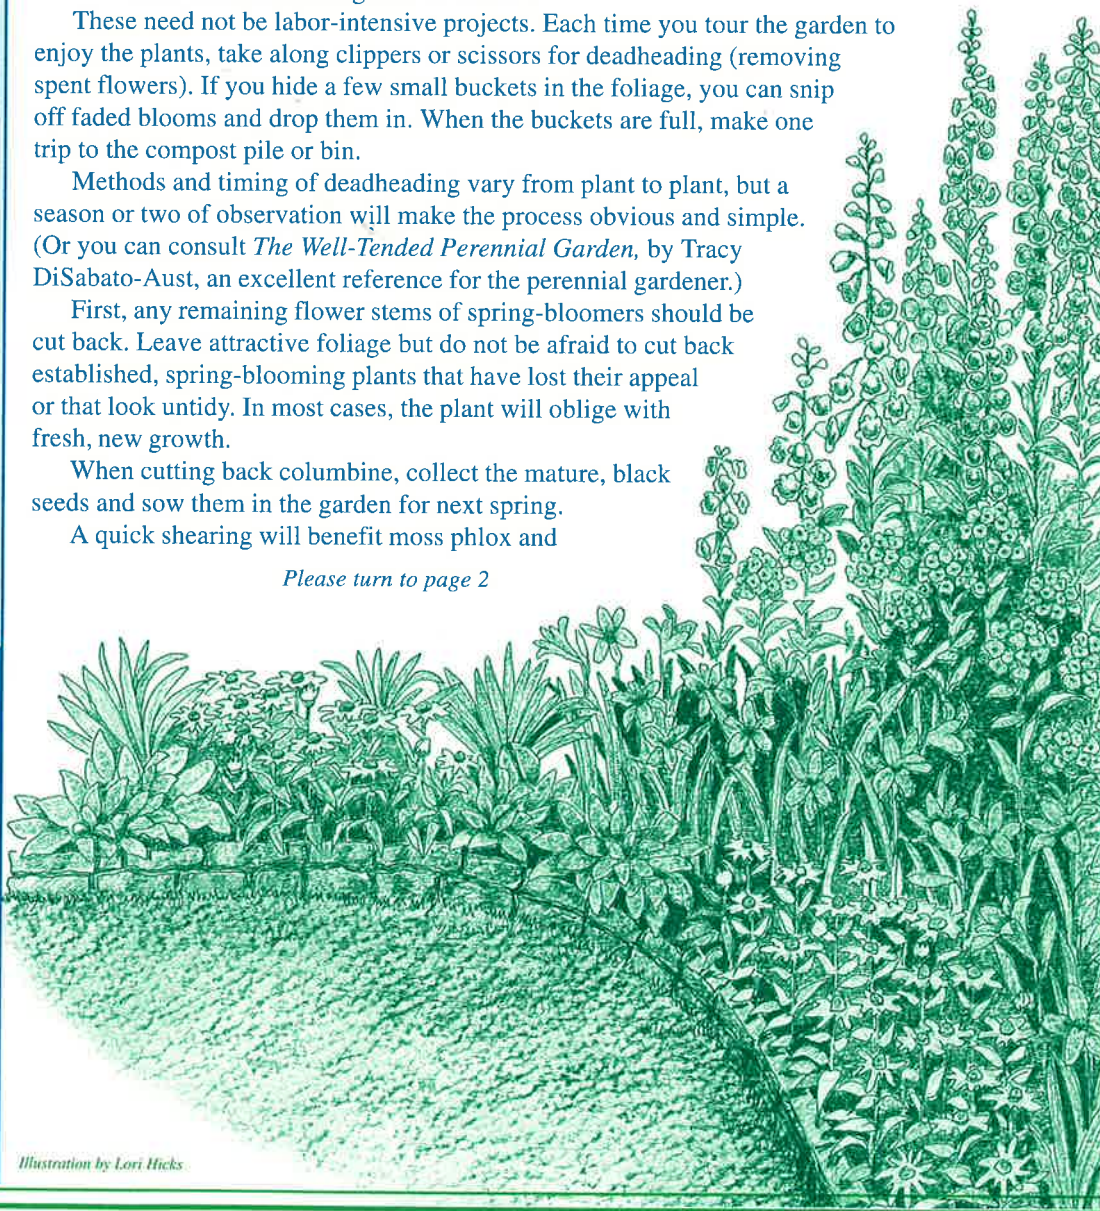 These need not be labor-intensive projects. Each time you tour the garden to
enjoy the plants, take along clippers or scissors for deadheading (removing
spent flowers). If you hide a few small buckets in the foliage, you can snip
off faded blooms and drop them in. When the buckets are full, make one
trip to the compost pile or bin.
Methods and timing of deadheading vary from plant to plant, but a
season or two of observation will make the process obvious and simple.
(Or you can consult The Well-Tended Perennial Garden, by Tracy
DiSabato-Aust, an excellent reference for the perennial gardener.)
First, any remaining flower stems of spring-bloomers should be
cut back. Leave attractive foliage but do not be afraid to cut back
established, spring-blooming plants that have lost their appeal
or that look untidy. In most cases, the plant will oblige with
fresh, new growth.
When cutting back columbine, collect the mature, black
seeds and sow them in the garden for next spring.
A quick shearing will benefit moss phlox and
Please turn to page 2
Illustration by Lori Hicks